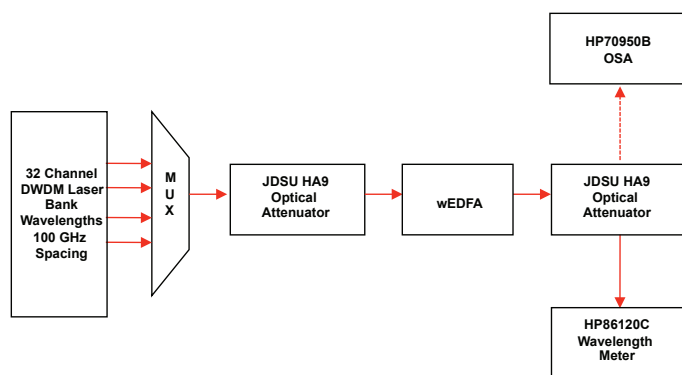 HP70950B
OSA
32 Channel
DWDM Laser
Bank
Wavelengths
100 GHz
Spacing
M
U
X
JDSU HA9
Optical
Attenuator
wEDFA
JDSU HA9
Optical
Attenuator
HP86120C
Wavelength
Meter